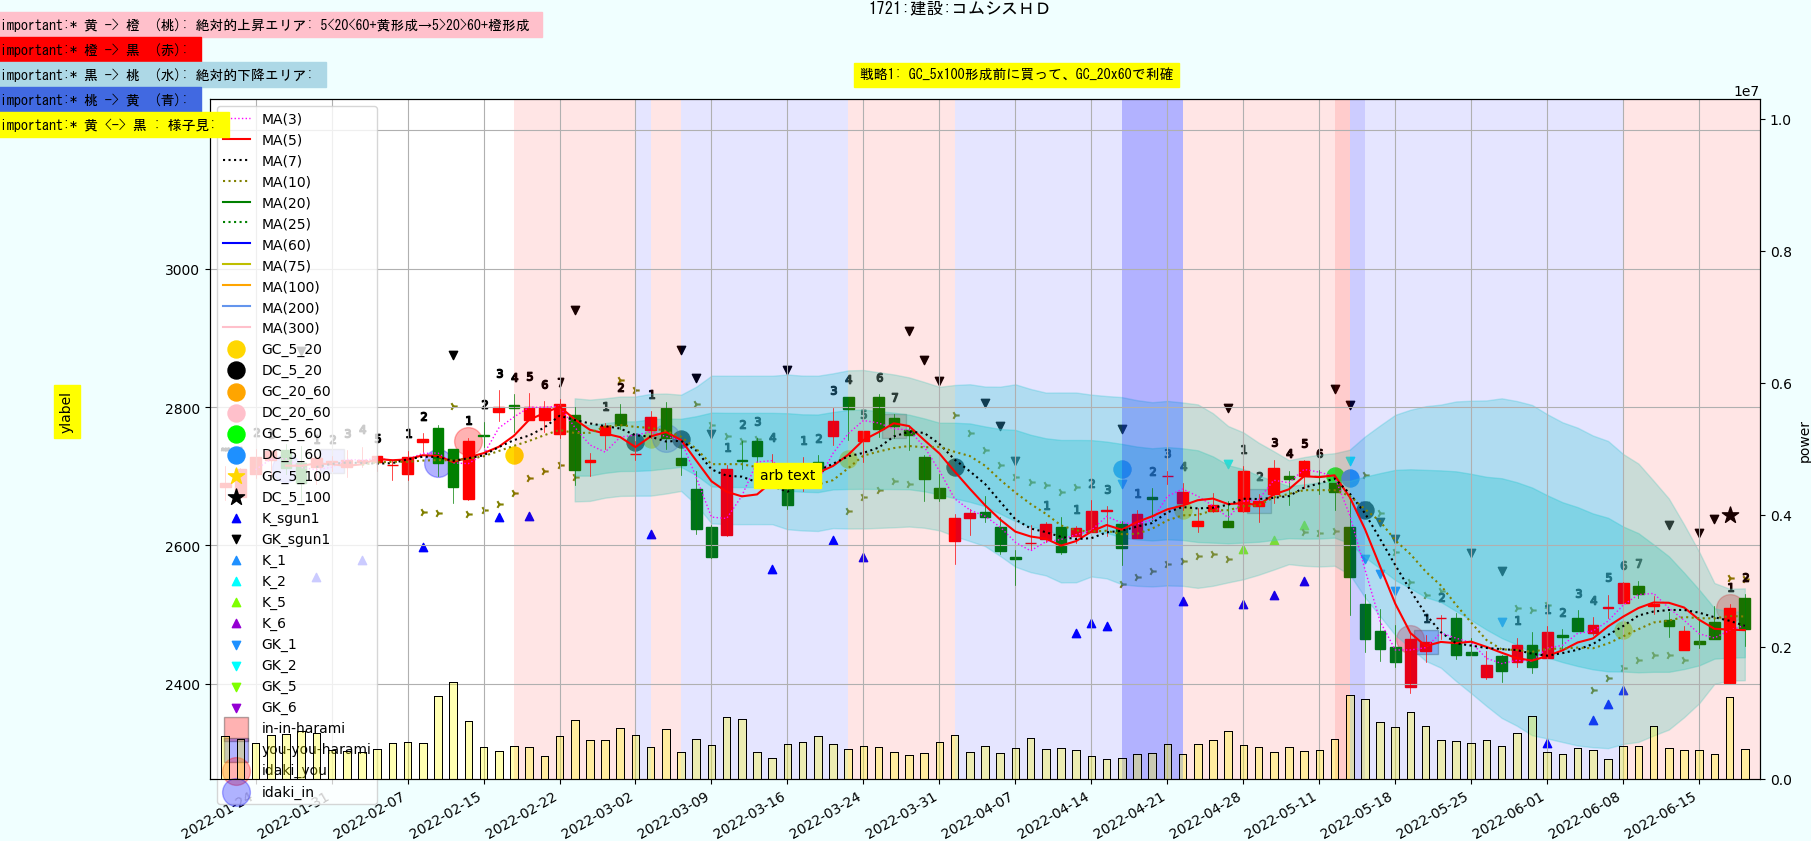 1721:建設:コムシスＨＤ
important:* 黄 -> 橙 （桃）: 絶対的上昇エリア: 5<20<60+黄形成→5>20>60+橙形成
important:* 橙 -> 黒 （赤）:
important:* 黒 -> 桃 （水）: 絶対的下降エリア:
戦略1: GC_5x100形成前に買って、GC_20x60で利確
important:* 桃 -> 黄 （青）:
important:* 黄 <-> 黒 : 様子見:
1e7
MA(3)
MA(5)
MA(7)
MA(10)
MA(20)
MA(25)
MA(60)
MA(75)
MA(100)
MA(200)
MA(300)
GC_5_20
DC_5_20
GC_20_60
DC_20_60
GC_5_60
DC_5_60
GC_5_100
DC_5_100
K_sgun1
GK_sgun1
K_1
K_2
K_5
K_6
GK_1
GK_2
GK_5
GK_6
in-in-harami
you-you-harami
idaki_you
idaki_in
3000
2800
2600
2400
ylabel
arb text
1.0
0.8
0.6
0.4
0.2
0.0
power
2022-01-24
2022-01-31
2022-02-07
2022-02-15
2022-02-22
2022-03-02
2022-03-09
2022-03-16
2022-03-24
2022-03-31
2022-04-07
2022-04-14
2022-04-21
2022-04-28
2022-05-11
2022-05-18
2022-05-25
2022-06-01
2022-06-08
2022-06-15